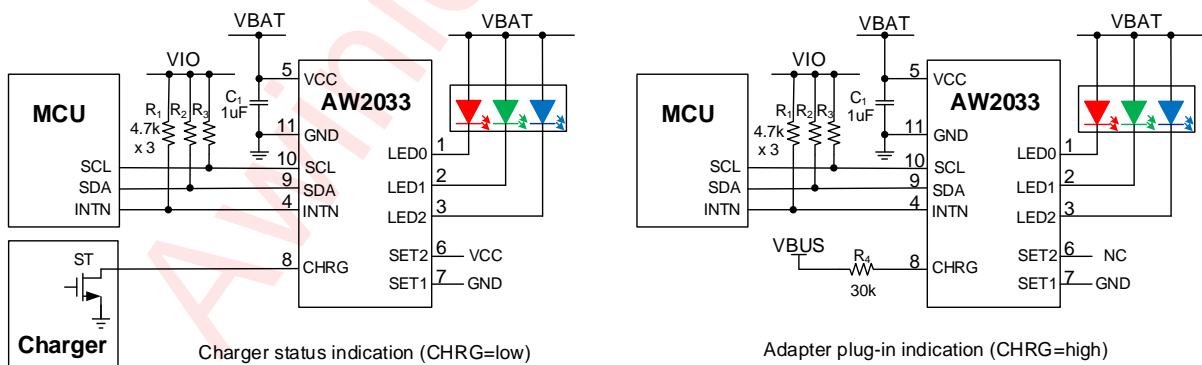 VBAT
VBAT
VIO
MCU
R1
R2
R3
4.7k
x 3
C1
1uF
5
VCC
AW2033
11
GND
SCL
10
SCL
SDA
9
SDA
INTN
4
INTN
LED0
1
LED1
2
LED2
3
ST
8
CHRG
SET2
6
VCC
SET1
7
GND
Charger
Charger status indication (CHRG=low)
VBAT
VBAT
VIO
MCU
R1
R2
R3
4.7k
x 3
C1
1uF
5
VCC
AW2033
11
GND
SCL
10
SCL
SDA
9
SDA
INTN
4
INTN
LED0
1
LED1
2
LED2
3
VBUS
R4
30k
8
CHRG
SET2
6
NC
SET1
7
GND
Adapter plug-in indication (CHRG=high)